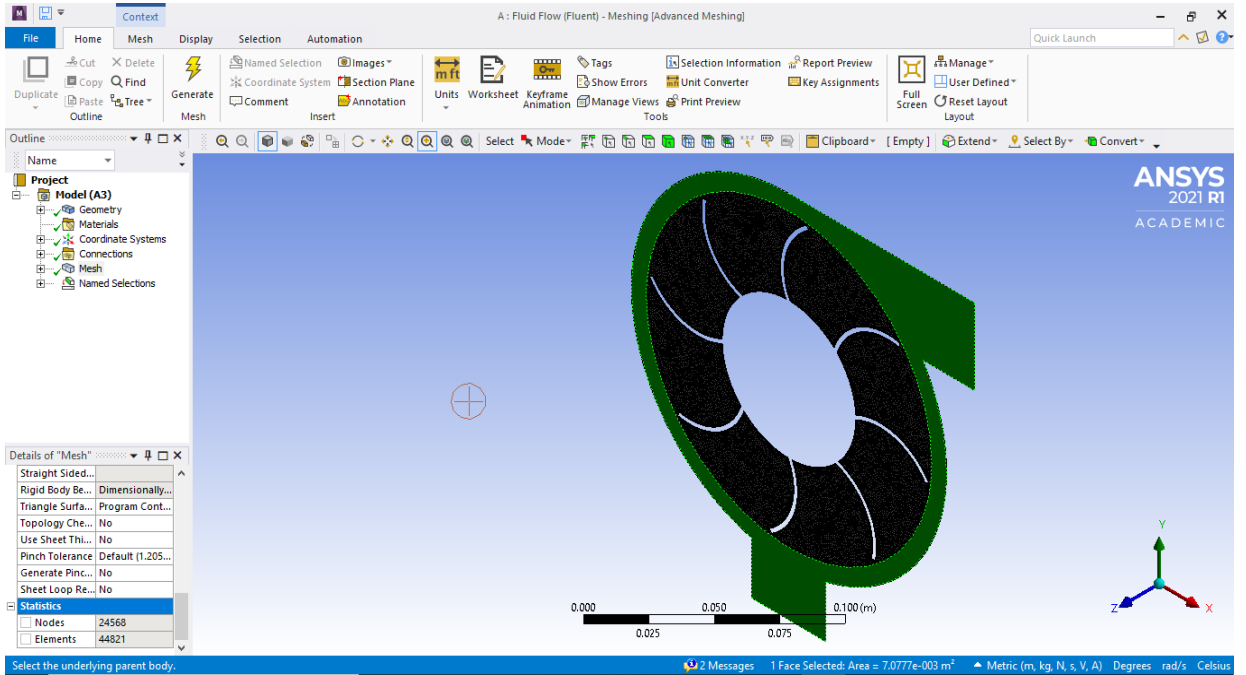 Context
A : Fluid Flow (Fluent) - Meshing [Advanced Meshing]
File Home Mesh Display Selection Automation
Quick Launch
Duplicate
Cut
Copy
Paste
Delete
Find
Tree
Outline
Generate
Mesh
Named Selection
Coordinate System
Comment
Images
Section Plane
Annotation
Insert
Units
Worksheet
Keyframe
Animation
Tags
Show Errors
Manage Views
Selection Information
Unit Converter
Print Preview
Report Preview
Key Assignments
Tools
Full
Screen
Manage
User Defined
Reset Layout
Layout
Outline
Select Mode Clipboard [ Empty ] Extend Select By Convert
Name
Project
Model (A3)
Geometry
Materials
Coordinate Systems
Connections
Mesh
Named Selections
ANSYS
2021 R1
ACADEMIC
Details of "Mesh"
Straight Sided...
Rigid Body Be... Dimensionally...
Triangle Surfa... Program Cont...
Topology Che... No
Use Sheet Thi... No
Pinch Tolerance Default (1.205...
Generate Pinc... No
Sheet Loop Re... No
Statistics
Nodes 24568
Elements 44821
0.000 0.050 0.100 (m)
0.025 0.075
Y
Z X
Select the underlying parent body.
2 Messages 1 Face Selected: Area = 7.0777e-003 m² Metric (m, kg, N, s, V, A) Degrees rad/s Celsius